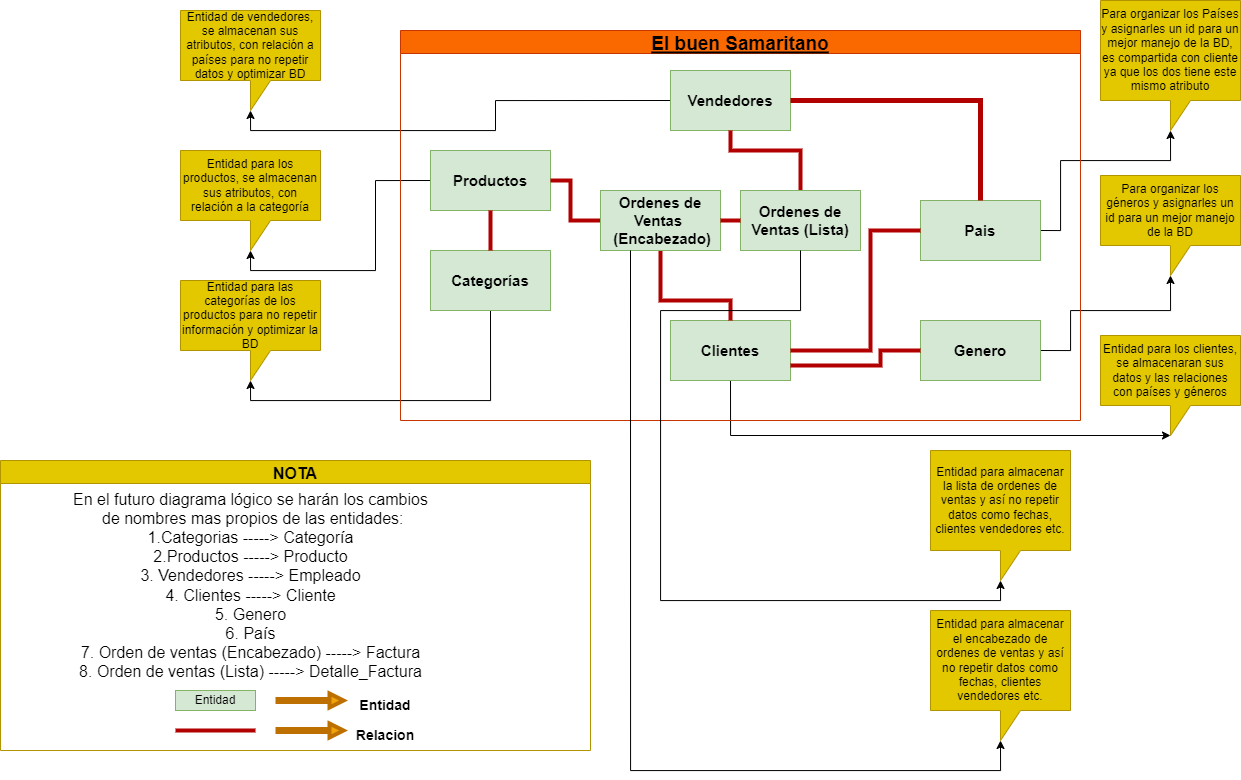 Entidad de vendedores,
se almacenan sus
atributos, con relación a
países para no repetir
datos y optimizar BD
El buen Samaritano
Para organizar los Países
y asignarles un id para un
mejor manejo de la BD,
es compartida con cliente
ya que los dos tiene este
mismo atributo
Vendedores
Entidad para los
productos, se almacenan
sus atributos, con
relación a la categoría
Productos
Ordenes de
Ventas
(Encabezado)
Ordenes de
Ventas (Lista)
Pais
Para organizar los
géneros y asignarles un
id para un mejor manejo
de la BD
Categorías
Entidad para las
categorías de los
productos para no repetir
información y optimizar la
BD
Clientes
Genero
Entidad para los clientes,
se almacenaran sus
datos y las relaciones
con países y géneros
NOTA
En el futuro diagrama lógico se harán los cambios
de nombres mas propios de las entidades:
1.Categorias -----> Categoría
2.Productos -----> Producto
3. Vendedores -----> Empleado
4. Clientes -----> Cliente
5. Genero
6. País
7. Orden de ventas (Encabezado) -----> Factura
8. Orden de ventas (Lista) -----> Detalle_Factura
Entidad
Entidad
Relacion
Entidad para almacenar
la lista de ordenes de
ventas y así no repetir
datos como fechas,
clientes vendedores etc.
Entidad para almacenar
el encabezado de
ordenes de ventas y así
no repetir datos como
fechas, clientes
vendedores etc.